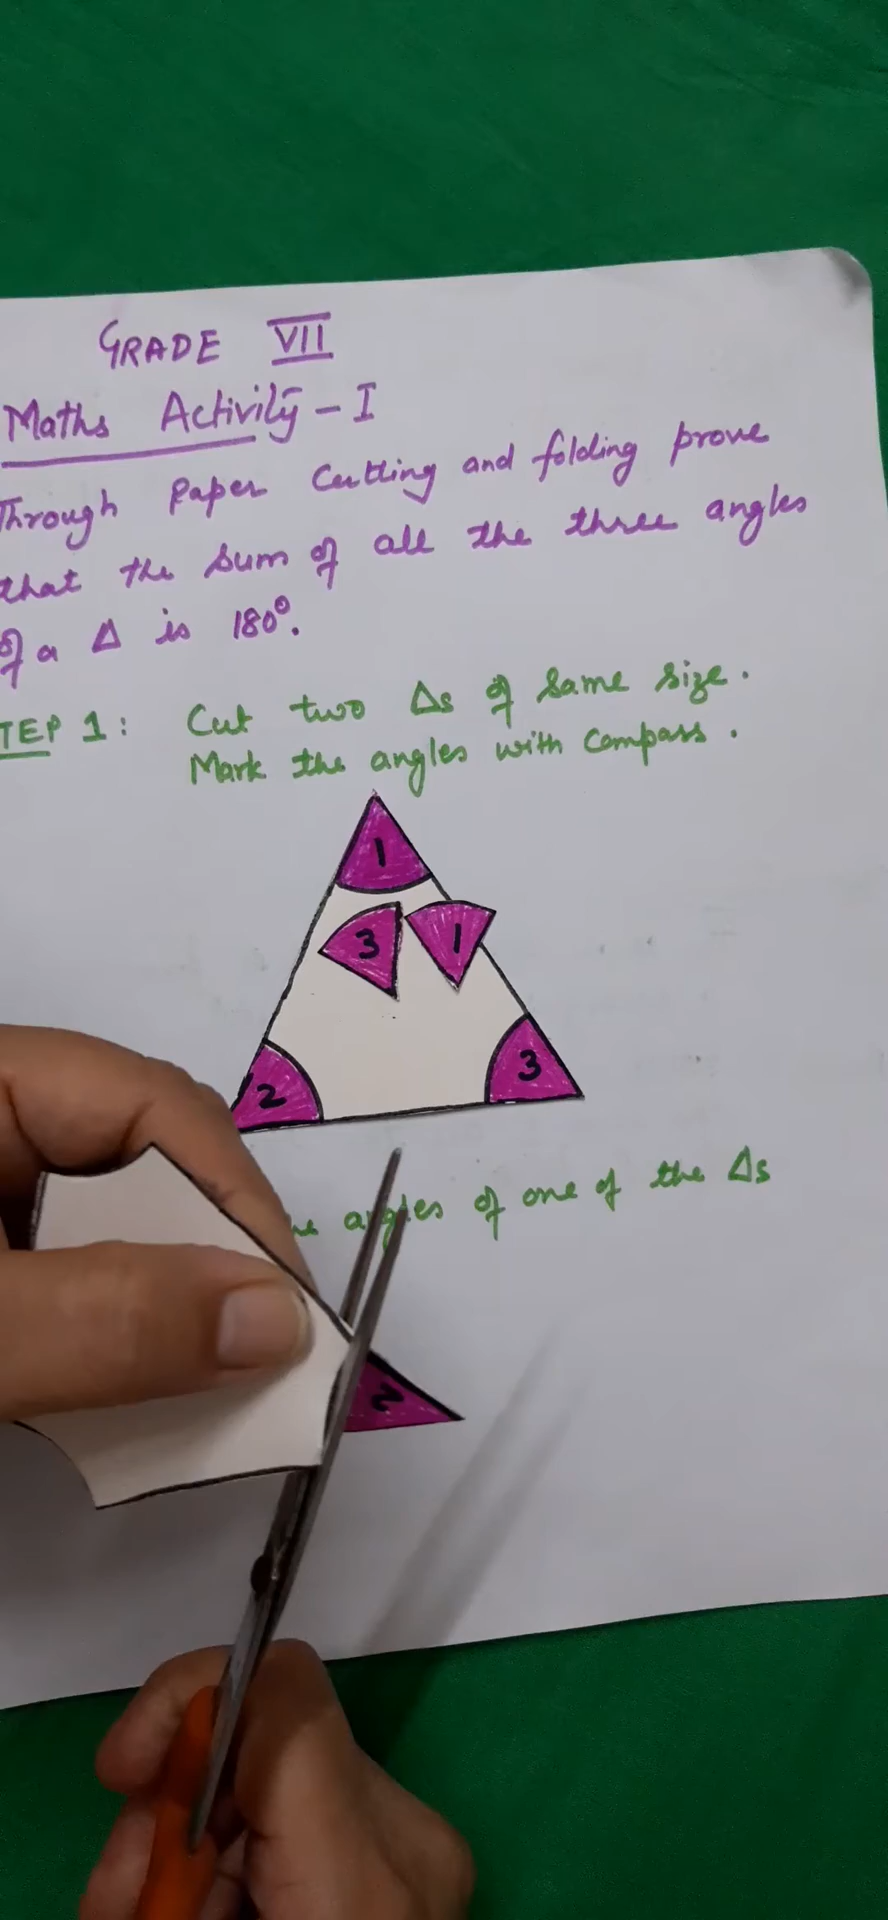 GRADE VII
Maths Activity - I
Through Paper Cutting and folding prove
that the sum of all the three angles
of a Δ is 180°.
TEP 1: Cut two Δs of same size.
Mark the angles with compass.
1
3 1
2 3
angles of one of the Δs
2